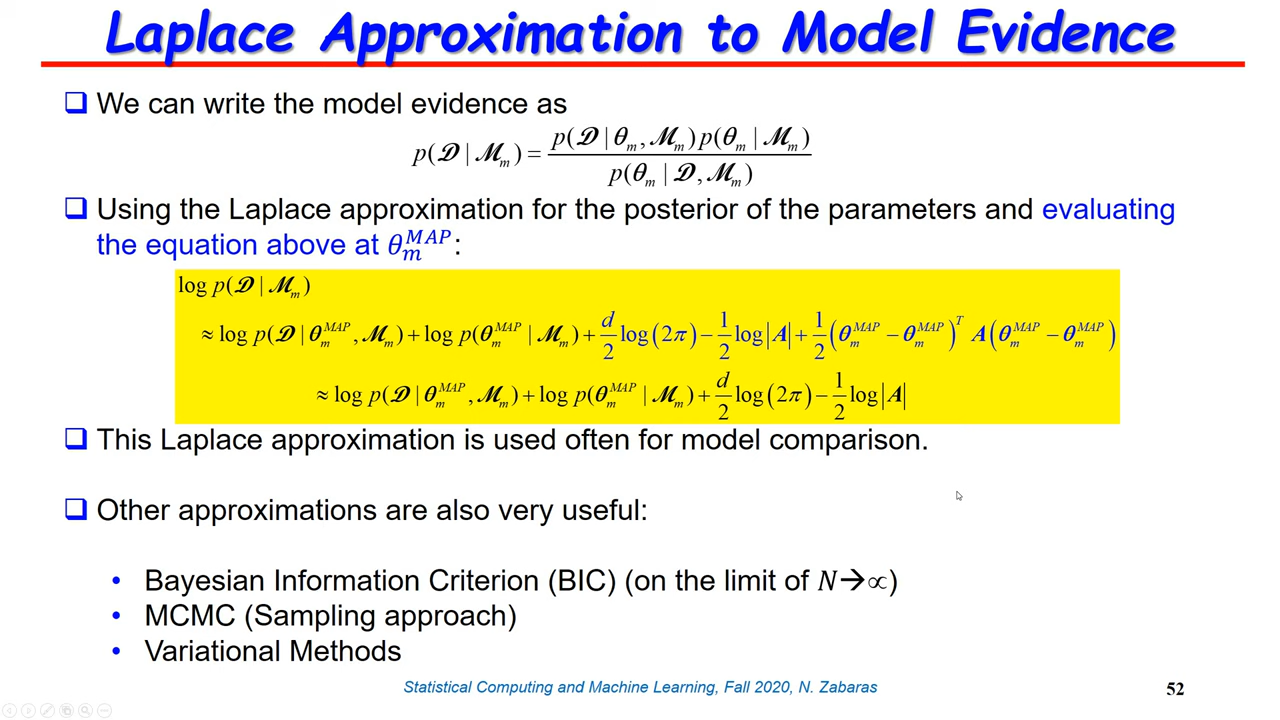 Laplace Approximation to Model Evidence
❑ We can write the model evidence as
p(𝒟 | θ_m, ℳ_m) p(θ_m | ℳ_m)
p(𝒟 | ℳ_m) = ―
p(θ_m | 𝒟, ℳ_m)
❑ Using the Laplace approximation for the posterior of the parameters and evaluating
the equation above at θ_m^MAP:
log p(𝒟 | ℳ_m)
≈ log p(𝒟 | θ_m^MAP, ℳ_m) + log p(θ_m^MAP | ℳ_m) + d/2 log(2π) − 1/2 log|A| + 1/2 (θ_m^MAP − θ_m^MAP)^T A(θ_m^MAP − θ_m^MAP)
≈ log p(𝒟 | θ_m^MAP, ℳ_m) + log p(θ_m^MAP | ℳ_m) + d/2 log(2π) − 1/2 log|A|
❑ This Laplace approximation is used often for model comparison.
❑ Other approximations are also very useful:
• Bayesian Information Criterion (BIC) (on the limit of N→∝)
• MCMC (Sampling approach)
• Variational Methods
Statistical Computing and Machine Learning, Fall 2020, N. Zabaras
52